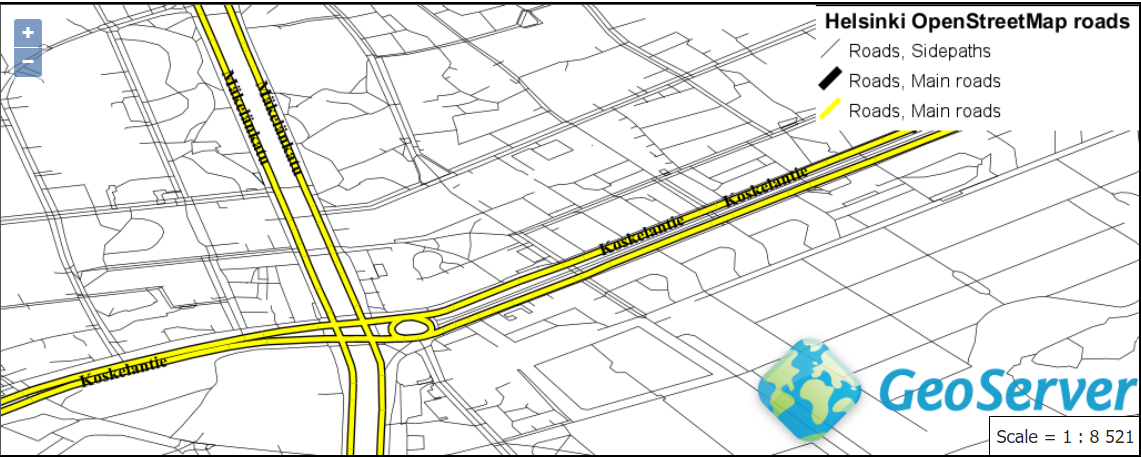 +
−
Helsinki OpenStreetMap roads
Roads, Sidepaths
Roads, Main roads
Roads, Main roads
Mäkelänkatu
Mäkelänkatu
Koskelantie
Koskelantie
Koskelantie
GeoServer
Scale = 1 : 8 521